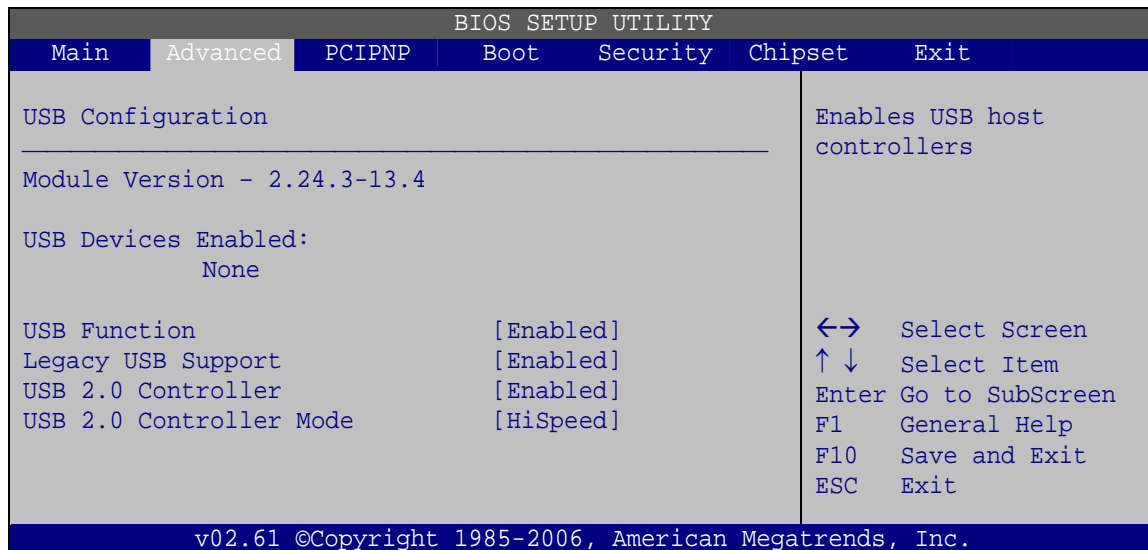 BIOS SETUP UTILITY
Main Advanced PCIPNP Boot Security Chipset Exit
USB Configuration
Module Version – 2.24.3-13.4
USB Devices Enabled:
None
USB Function [Enabled]
Legacy USB Support [Enabled]
USB 2.0 Controller [Enabled]
USB 2.0 Controller Mode [HiSpeed]
Enables USB host
controllers
←→ Select Screen
↑ ↓ Select Item
Enter Go to SubScreen
F1 General Help
F10 Save and Exit
ESC Exit
v02.61 ©Copyright 1985-2006, American Megatrends, Inc.